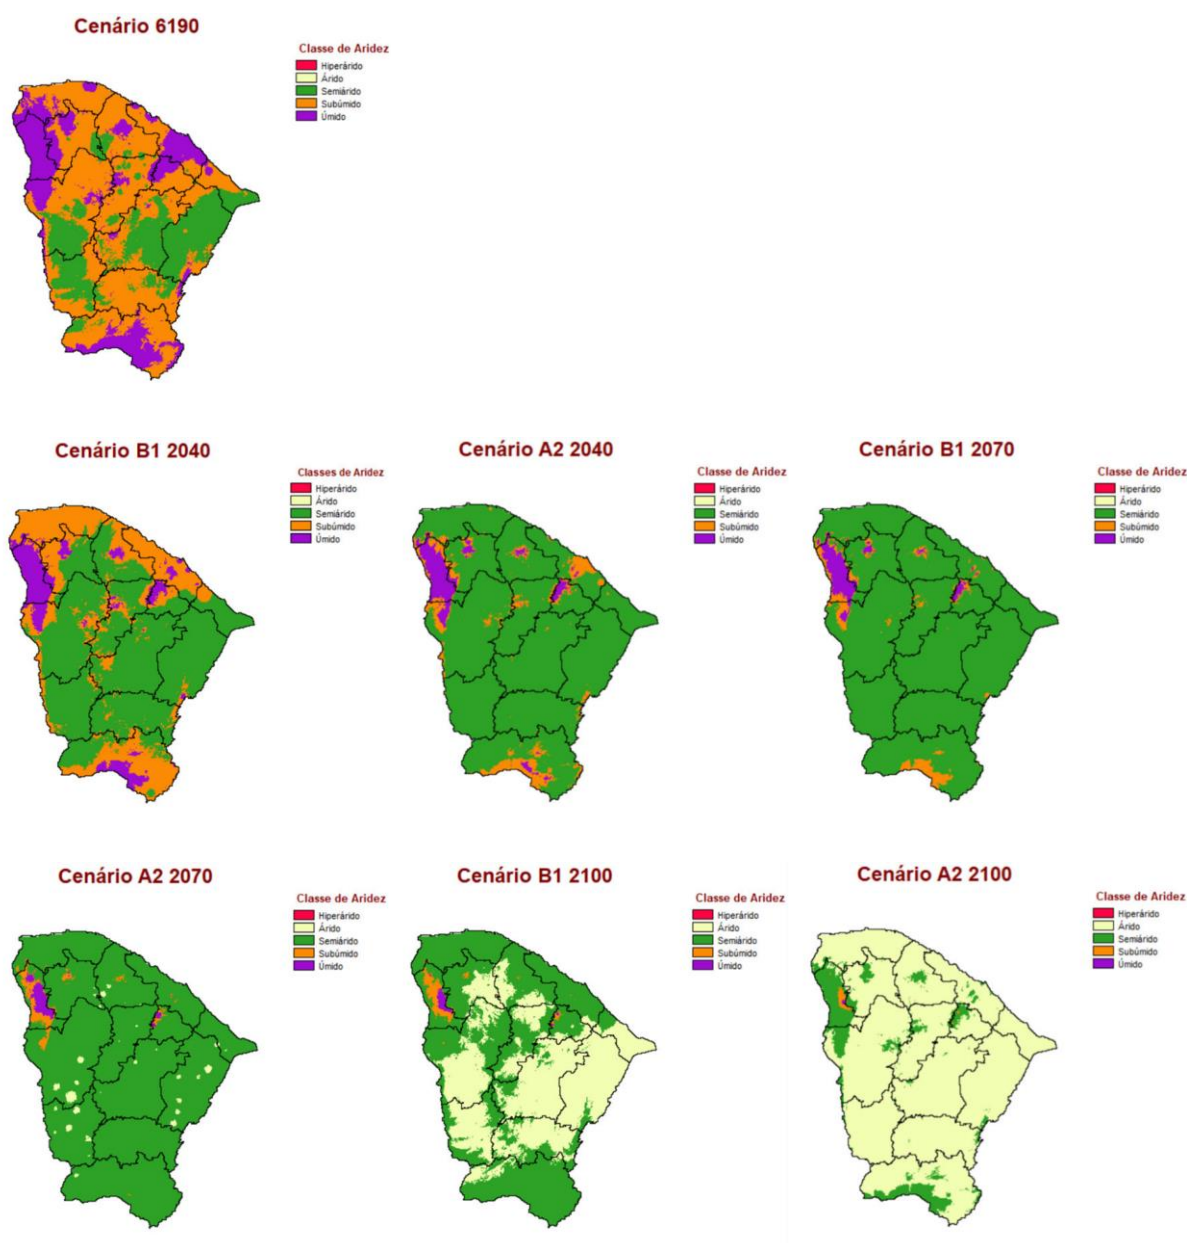 Cenário 6190
Classe de Aridez
Hiperárido
Árido
Semiárido
Subúmido
Úmido
Cenário B1 2040
Classes de Aridez
Hiperárido
Árido
Semiárido
Subúmido
Úmido
Cenário A2 2040
Classe de Aridez
Hiperárido
Árido
Semiárido
Subúmido
Úmido
Cenário B1 2070
Classe de Aridez
Hiperárido
Árido
Semiárido
Subúmido
Úmido
Cenário A2 2070
Classe de Aridez
Hiperárido
Árido
Semiárido
Subúmido
Úmido
Cenário B1 2100
Classe de Aridez
Hiperárido
Árido
Semiárido
Subúmido
Úmido
Cenário A2 2100
Classe de Aridez
Hiperárido
Árido
Semiárido
Subúmido
Úmido